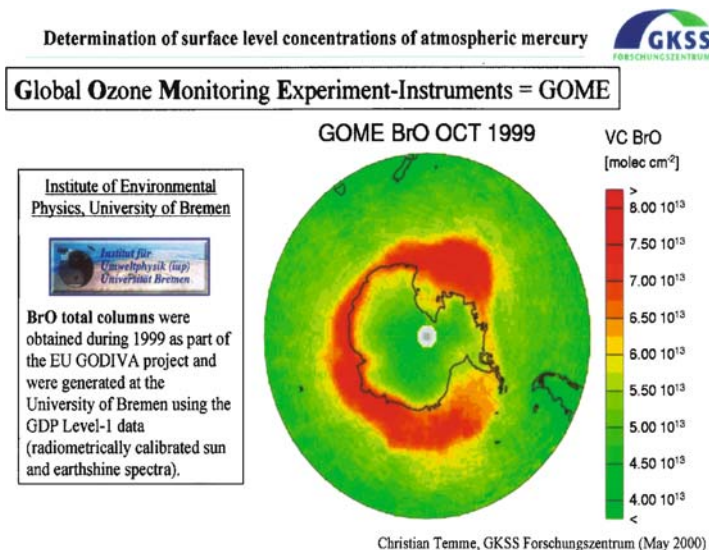 Determination of surface level concentrations of atmospheric mercury
GKSS
FORSCHUNGSZENTRUM
Global Ozone Monitoring Experiment-Instruments = GOME
Institute of Environmental
Physics, University of Bremen
Institut für
Umweltphysik (iup)
Universität Bremen
BrO total columns were
obtained during 1999 as part of
the EU GODIVA project and
were generated at the
University of Bremen using the
GDP Level-1 data
(radiometrically calibrated sun
and earthshine spectra).
GOME BrO OCT 1999
VC BrO
[molec cm⁻²]
>
8.00 10¹³
7.50 10¹³
7.00 10¹³
6.50 10¹³
6.00 10¹³
5.50 10¹³
5.00 10¹³
4.50 10¹³
4.00 10¹³
<
Christian Temme, GKSS Forschungszentrum (May 2000)